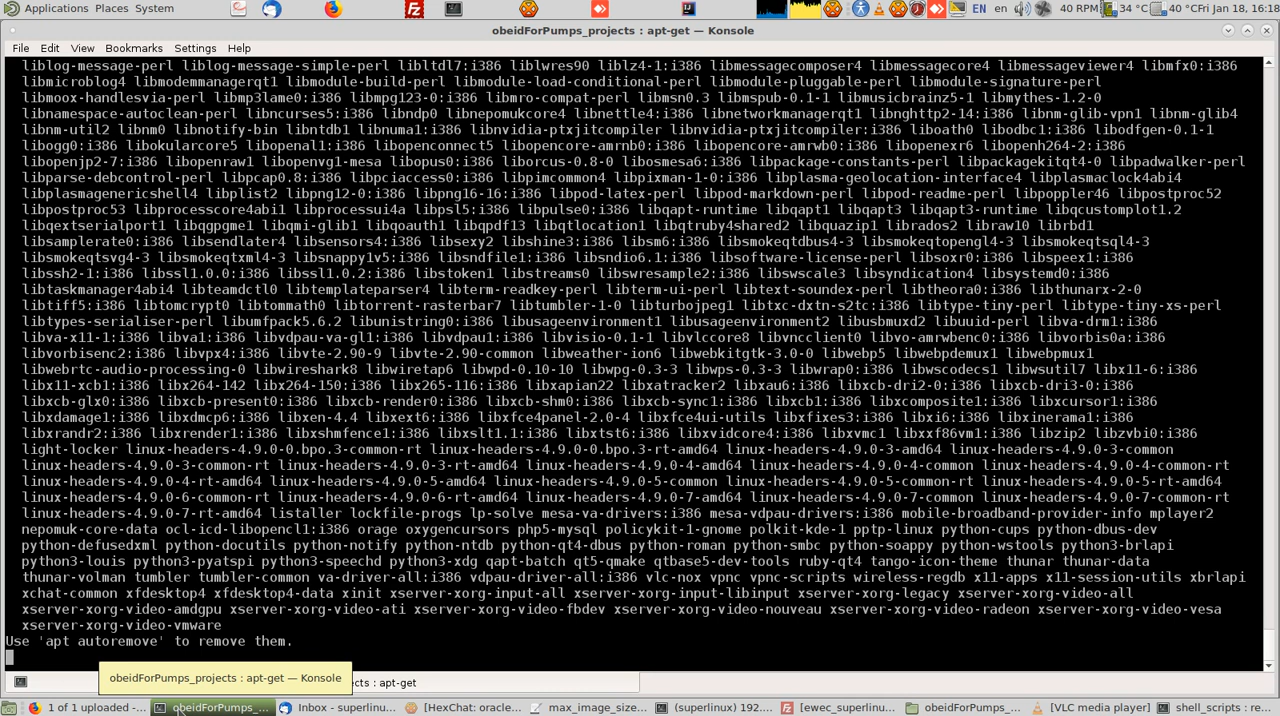 Applications Places System EN en 40 RPM 34 °C 40 °C Fri Jan 18, 16:18
obeidForPumps_projects : apt-get — Konsole
File Edit View Bookmarks Settings Help
liblog-message-perl liblog-message-simple-perl libltdl7:i386 liblwres90 liblz4-1:i386 libmessagecomposer4 libmessagecore4 libmessageviewer4 libmfx0:i386
libmicroblog4 libmodemmanagerqt1 libmodule-build-perl libmodule-load-conditional-perl libmodule-pluggable-perl libmodule-signature-perl
libmoox-handlesvia-perl libmp3lame0:i386 libmpg123-0:i386 libmro-compat-perl libmsn0.3 libmspub-0.1-1 libmusicbrainz5-1 libmythes-1.2-0
libnamespace-autoclean-perl libncurses5:i386 libndp0 libnepomukcore4 libnettle4:i386 libnetworkmanagerqt1 libnghttp2-14:i386 libnm-glib-vpn1 libnm-glib4
libnm-util2 libnm0 libnotify-bin libntdb1 libnuma1:i386 libnvidia-ptxjitcompiler libnvidia-ptxjitcompiler:i386 liboath0 libodbc1:i386 libodfgen-0.1-1
libogg0:i386 libokularcore5 libopenal1:i386 libopenconnect5 libopencore-amrnb0:i386 libopencore-amrwb0:i386 libopenexr6 libopenh264-2:i386
libopenjp2-7:i386 libopenraw1 libopenvg1-mesa libopus0:i386 liborcus-0.8-0 libosmesa6:i386 libpackage-constants-perl libpackagekitqt4-0 libpadwalker-perl
libparse-debcontrol-perl libpcap0.8:i386 libpciaccess0:i386 libpimcommon4 libpixman-1-0:i386 libplasma-geolocation-interface4 libplasmaclock4abi4
libplasmagenericshell4 libplist2 libpng12-0:i386 libpng16-16:i386 libpod-latex-perl libpod-markdown-perl libpod-readme-perl libpoppler46 libpostproc52
libpostproc53 libprocesscore4abi1 libprocessui4a libpsl5:i386 libpulse0:i386 libqapt-runtime libqapt1 libqapt3 libqapt3-runtime libqcustomplot1.2
libqextserialport1 libqgpgme1 libqmi-glib1 libqoauth1 libqpdf13 libqtlocation1 libqtruby4shared2 libquazip1 librados2 libraw10 librbd1
libsamplerate0:i386 libsendlater4 libsensors4:i386 libsexy2 libshine3:i386 libsm6:i386 libsmokeqtdbus4-3 libsmokeqtopengl4-3 libsmokeqtsql4-3
libsmokeqtsvg4-3 libsmokeqtxml4-3 libsnappy1v5:i386 libsndfile1:i386 libsndio6.1:i386 libsoftware-license-perl libsoxr0:i386 libspeex1:i386
libssh2-1:i386 libssl1.0.0:i386 libssl1.0.2:i386 libstoken1 libstreams0 libswresample2:i386 libswscale3 libsyndication4 libsystemd0:i386
libtaskmanager4abi4 libteamdctl0 libtemplateparser4 libterm-readkey-perl libterm-ui-perl libtext-soundex-perl libtheora0:i386 libthunarx-2-0
libtiff5:i386 libtomcrypt0 libtommath0 libtorrent-rasterbar7 libtumbler-1-0 libturbojpeg1 libtxc-dxtn-s2tc:i386 libtype-tiny-perl libtype-tiny-xs-perl
libtypes-serialiser-perl libumfpack5.6.2 libunistring0:i386 libusageenvironment1 libusageenvironment2 libusbmuxd2 libuuid-perl libva-drm1:i386
libva-x11-1:i386 libva1:i386 libvdpau-va-gl1:i386 libvdpau1:i386 libvisio-0.1-1 libvlccore8 libvncclient0 libvo-amrwbenc0:i386 libvorbis0a:i386
libvorbisenc2:i386 libvpx4:i386 libvte-2.90-9 libvte-2.90-common libweather-ion6 libwebkitgtk-3.0-0 libwebp5 libwebpdemux1 libwebpmux1
libwebrtc-audio-processing-0 libwireshark8 libwiretap6 libwpd-0.10-10 libwpg-0.3-3 libwps-0.3-3 libwrap0:i386 libwscodecs1 libwsutil7 libx11-6:i386
libx11-xcb1:i386 libx264-142 libx264-150:i386 libx265-116:i386 libxapian22 libxatracker2 libxau6:i386 libxcb-dri2-0:i386 libxcb-dri3-0:i386
libxcb-glx0:i386 libxcb-present0:i386 libxcb-render0:i386 libxcb-shm0:i386 libxcb-sync1:i386 libxcb1:i386 libxcomposite1:i386 libxcursor1:i386
libxdamage1:i386 libxdmcp6:i386 libxen-4.4 libxext6:i386 libxfce4panel-2.0-4 libxfce4ui-utils libxfixes3:i386 libxi6:i386 libxinerama1:i386
libxrandr2:i386 libxrender1:i386 libxshmfence1:i386 libxslt1.1:i386 libxtst6:i386 libxvidcore4:i386 libxvmc1 libxxf86vm1:i386 libzip2 libzvbi0:i386
light-locker linux-headers-4.9.0-0.bpo.3-common-rt linux-headers-4.9.0-0.bpo.3-rt-amd64 linux-headers-4.9.0-3-amd64 linux-headers-4.9.0-3-common
linux-headers-4.9.0-3-common-rt linux-headers-4.9.0-3-rt-amd64 linux-headers-4.9.0-4-amd64 linux-headers-4.9.0-4-common linux-headers-4.9.0-4-common-rt
linux-headers-4.9.0-4-rt-amd64 linux-headers-4.9.0-5-amd64 linux-headers-4.9.0-5-common linux-headers-4.9.0-5-common-rt linux-headers-4.9.0-5-rt-amd64
linux-headers-4.9.0-6-common-rt linux-headers-4.9.0-6-rt-amd64 linux-headers-4.9.0-7-amd64 linux-headers-4.9.0-7-common linux-headers-4.9.0-7-common-rt
linux-headers-4.9.0-7-rt-amd64 listaller lockfile-progs lp-solve mesa-va-drivers:i386 mesa-vdpau-drivers:i386 mobile-broadband-provider-info mplayer2
nepomuk-core-data ocl-icd-libopencl1:i386 orage oxygencursors php5-mysql policykit-1-gnome polkit-kde-1 pptp-linux python-cups python-dbus-dev
python-defusedxml python-docutils python-notify python-ntdb python-qt4-dbus python-roman python-smbc python-soappy python-wstools python3-brlapi
python3-louis python3-pyatspi python3-speechd python3-xdg qapt-batch qt5-qmake qtbase5-dev-tools ruby-qt4 tango-icon-theme thunar thunar-data
thunar-volman tumbler tumbler-common va-driver-all:i386 vdpau-driver-all:i386 vlc-nox vpnc vpnc-scripts wireless-regdb x11-apps x11-session-utils xbrlapi
xchat-common xfdesktop4 xfdesktop4-data xinit xserver-xorg-input-all xserver-xorg-input-libinput xserver-xorg-legacy xserver-xorg-video-all
xserver-xorg-video-amdgpu xserver-xorg-video-ati xserver-xorg-video-fbdev xserver-xorg-video-nouveau xserver-xorg-video-radeon xserver-xorg-video-vesa
xserver-xorg-video-vmware
Use 'apt autoremove' to remove them.
obeidForPumps_projects : apt-get — Konsole
cts : apt-get
1 of 1 uploaded -... obeidForPumps_... Inbox - superlinu... [HexChat: oracle... max_image_size... (superlinux) 192.... [ewec_superlinu... obeidForPumps_... [VLC media player] shell_scripts : re...